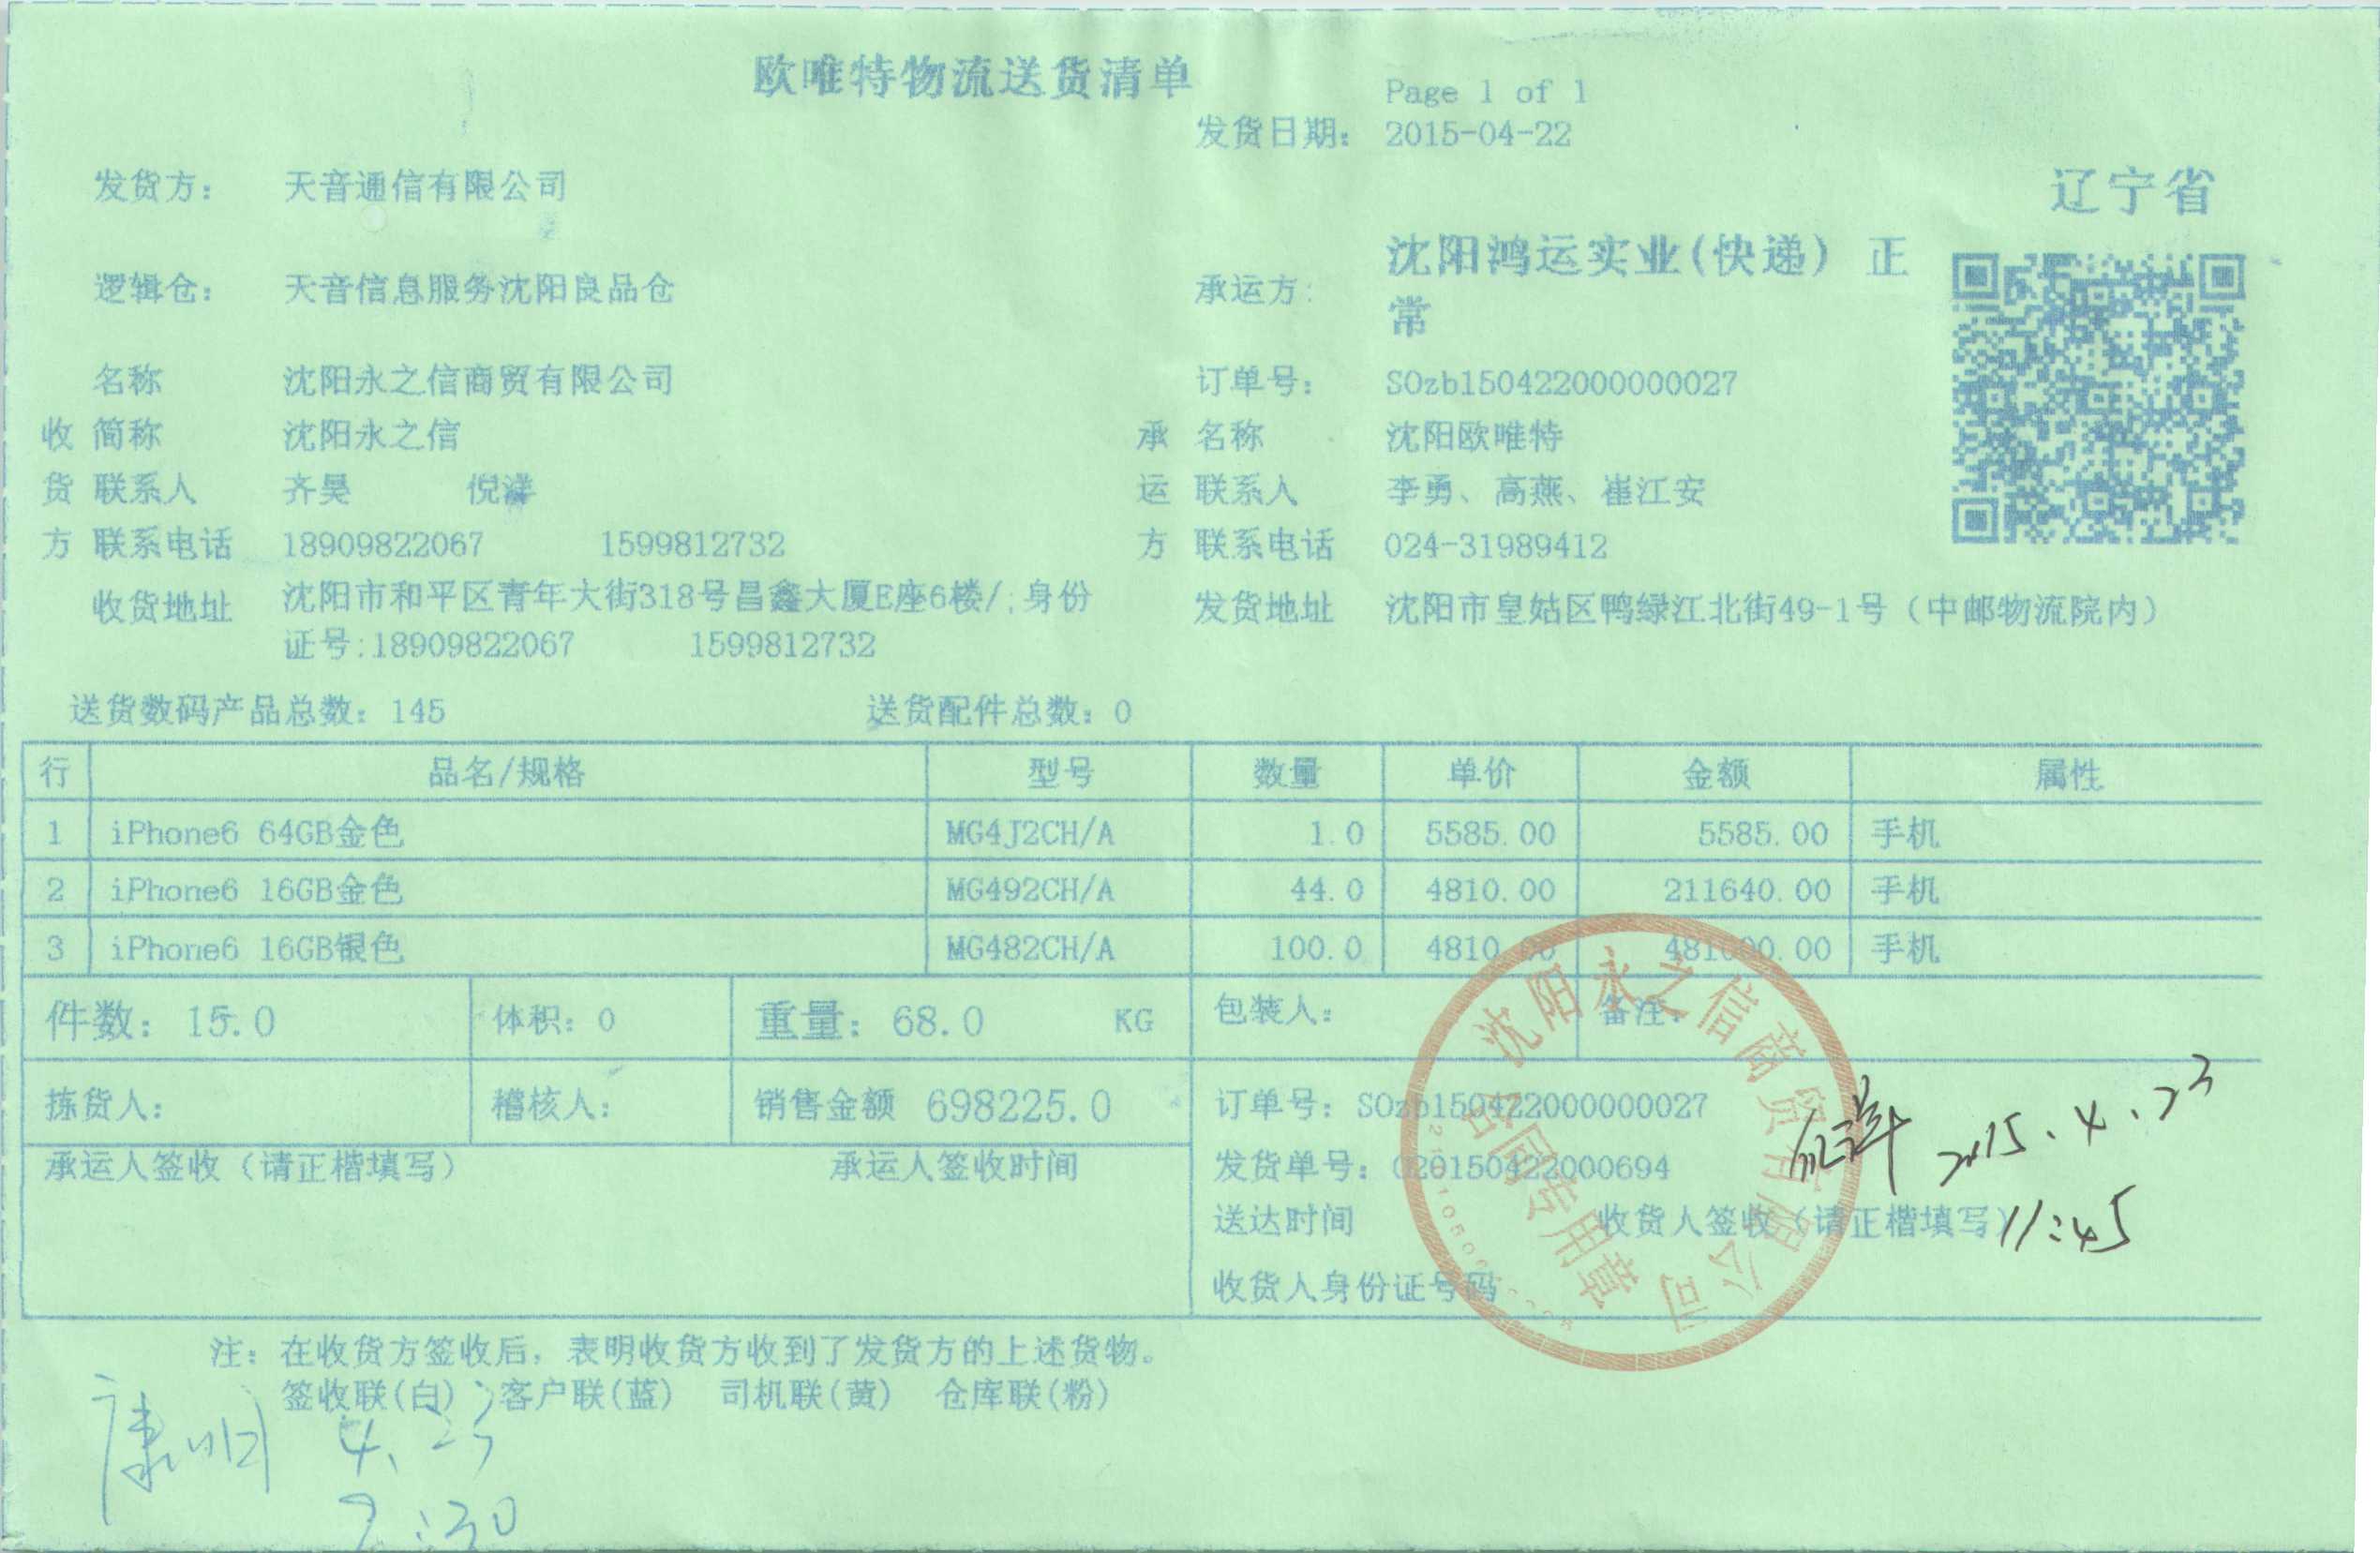 欧唯特物流送货清单
Page 1 of 1
发货日期： 2015-04-22
发货方： 天音通信有限公司
辽宁省
逻辑仓： 天音信息服务沈阳良品仓
承运方： 沈阳鸿运实业(快递) 正
常
名称 沈阳永之信商贸有限公司
订单号： SOzb150422000000027
收 简称 沈阳永之信
承 名称 沈阳欧唯特
货 联系人 齐昊 倪洋
运 联系人 李勇、高燕、崔江安
方 联系电话 18909822067 1599812732
方 联系电话 024-31989412
收货地址 沈阳市和平区青年大街318号昌鑫大厦E座6楼/;身份
证号:18909822067 1599812732
发货地址 沈阳市皇姑区鸭绿江北街49-1号（中邮物流院内）
送货数码产品总数：145 送货配件总数：0
行 品名/规格 型号 数量 单价 金额 属性
1 iPhone6 64GB金色 MG4J2CH/A 1.0 5585.00 5585.00 手机
2 iPhone6 16GB金色 MG492CH/A 44.0 4810.00 211640.00 手机
3 iPhone6 16GB银色 MG482CH/A 100.0 4810.00 481000.00 手机
件数：15.0 体积：0 重量：68.0 KG 包装人： 备注：
拣货人： 稽核人： 销售金额 698225.0 订单号：SOzb150422000000027
承运人签收（请正楷填写） 承运人签收时间
发货单号：020150422000694
送达时间 收货人签收（请正楷填写）
收货人身份证号码
倪洋 2015.4.23
11:45
沈阳永之信商贸有限公司
合同专用章
注：在收货方签收后，表明收货方收到了发货方的上述货物。
签收联(白) 客户联(蓝) 司机联(黄) 仓库联(粉)
4.23
:30